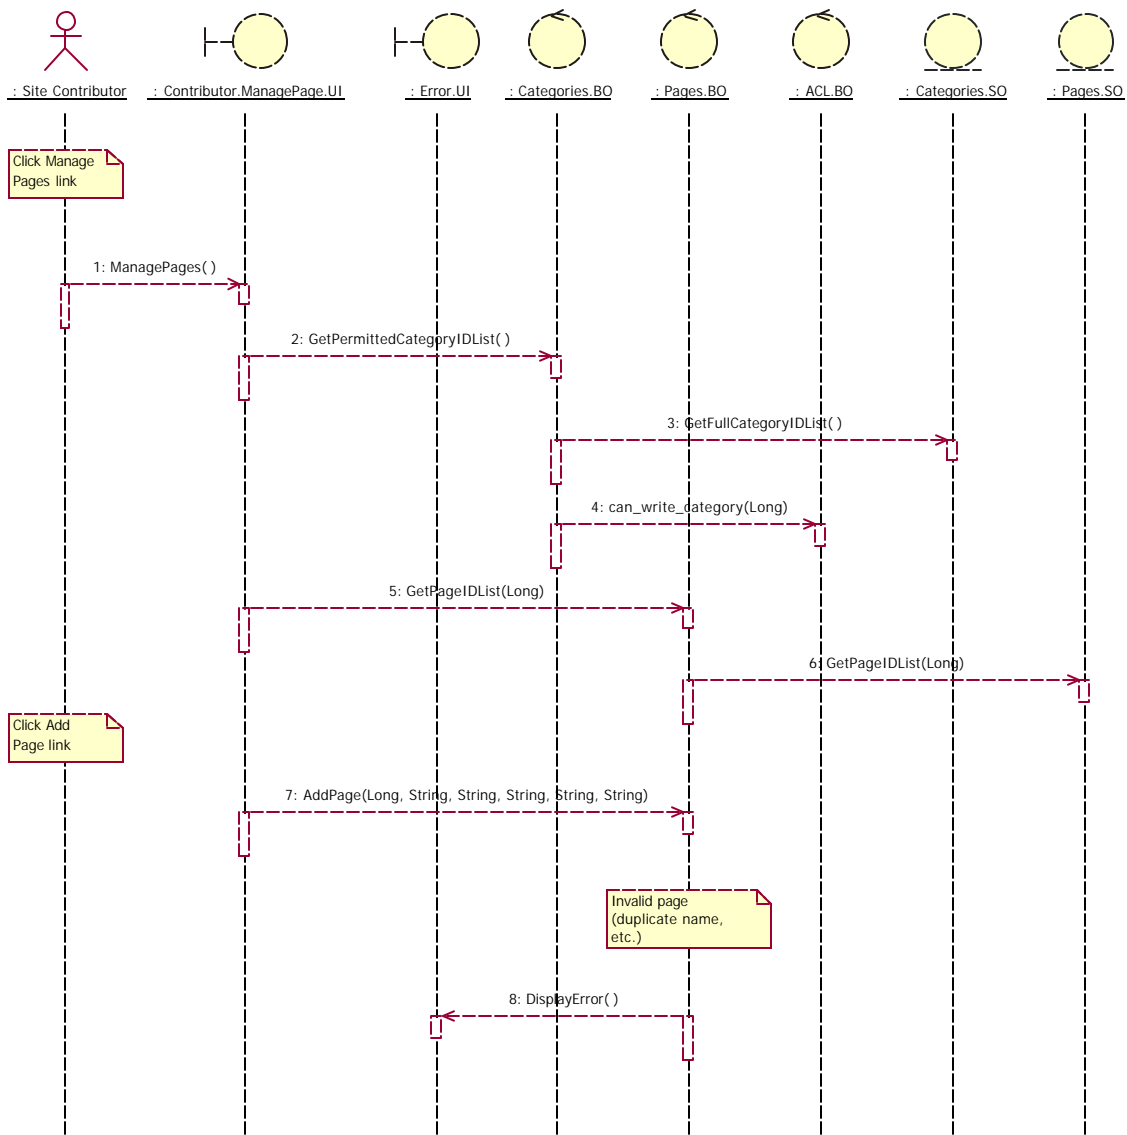 : Site Contributor
: Contributor.ManagePage.UI
: Error.UI
: Categories.BO
: Pages.BO
: ACL.BO
: Categories.SO
: Pages.SO
Click Manage
Pages link
1: ManagePages( )
2: GetPermittedCategoryIDList( )
3: GetFullCategoryIDList( )
4: can_write_category(Long)
5: GetPageIDList(Long)
6: GetPageIDList(Long)
Click Add
Page link
7: AddPage(Long, String, String, String, String, String)
Invalid page
(duplicate name,
etc.)
8: DisplayError( )